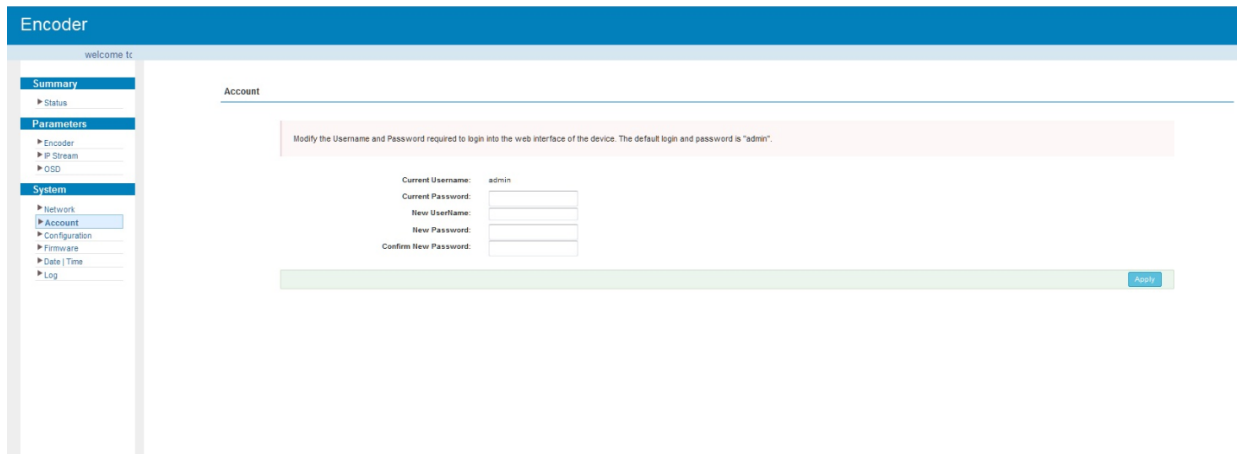 Encoder
welcome to
Summary
Status
Parameters
Encoder
IP Stream
OSD
System
Network
Account
Configuration
Firmware
Date | Time
Log
Account
Modify the Username and Password required to login into the web interface of the device. The default login and password is "admin".
Current Username: admin
Current Password:
New UserName:
New Password:
Confirm New Password:
Apply